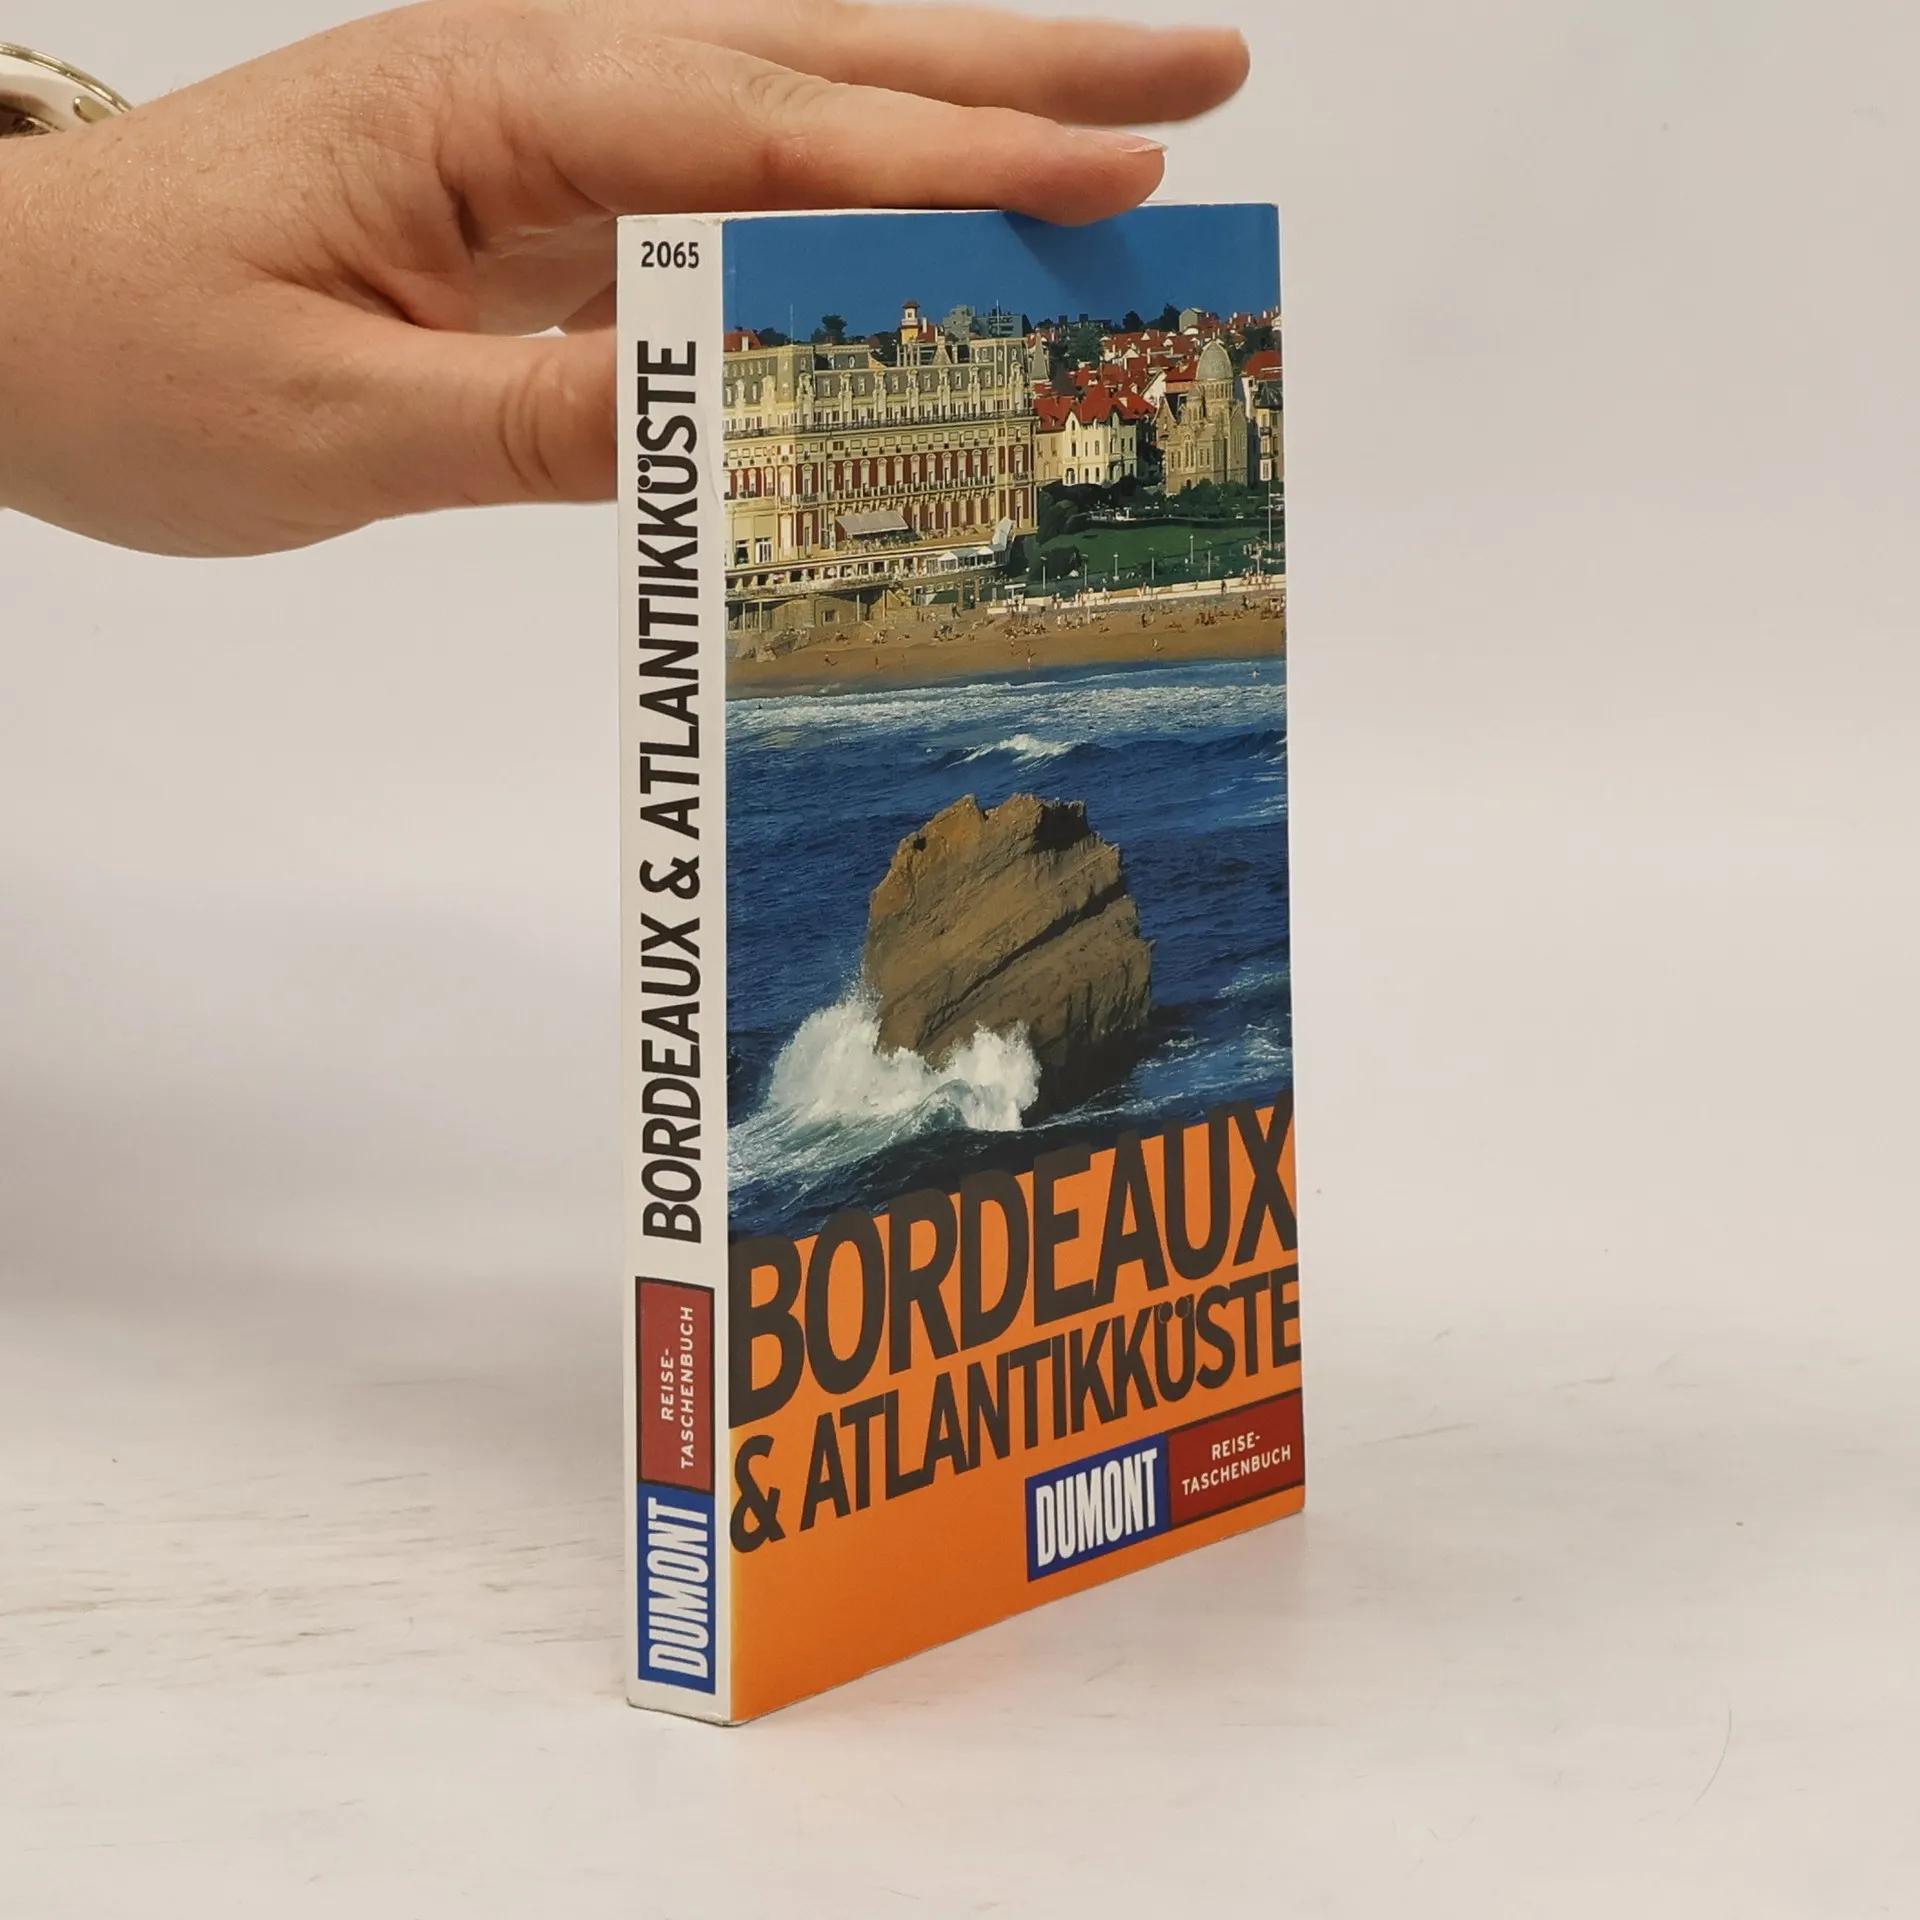 2065
BORDEAUX & ATLANTIKKÜSTE
REISE-
TASCHENBUCH
DUMONT
BORDEAUX
& ATLANTIKKÜSTE
DUMONT
REISE-
TASCHENBUCH